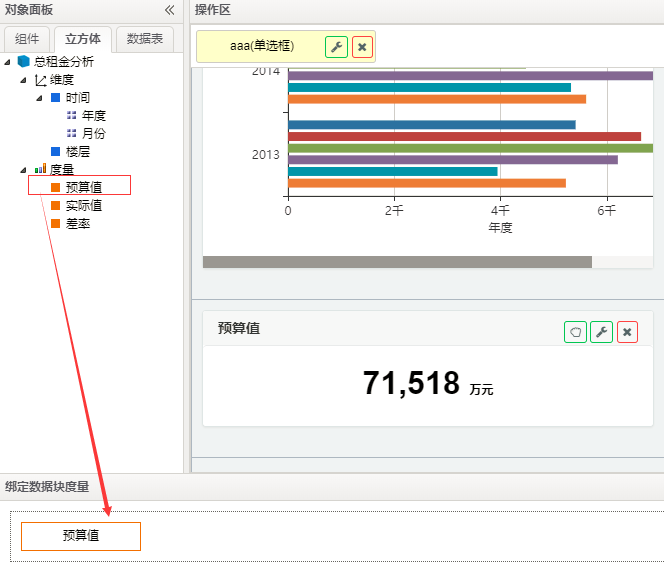 对象面板
组件 立方体 数据表
总租金分析
维度
时间
年度
月份
楼层
度量
预算值
实际值
差率
操作区
aaa(单选框)
2014
2013
0 2千 4千 6千
年度
预算值
71,518 万元
绑定数据块度量
预算值